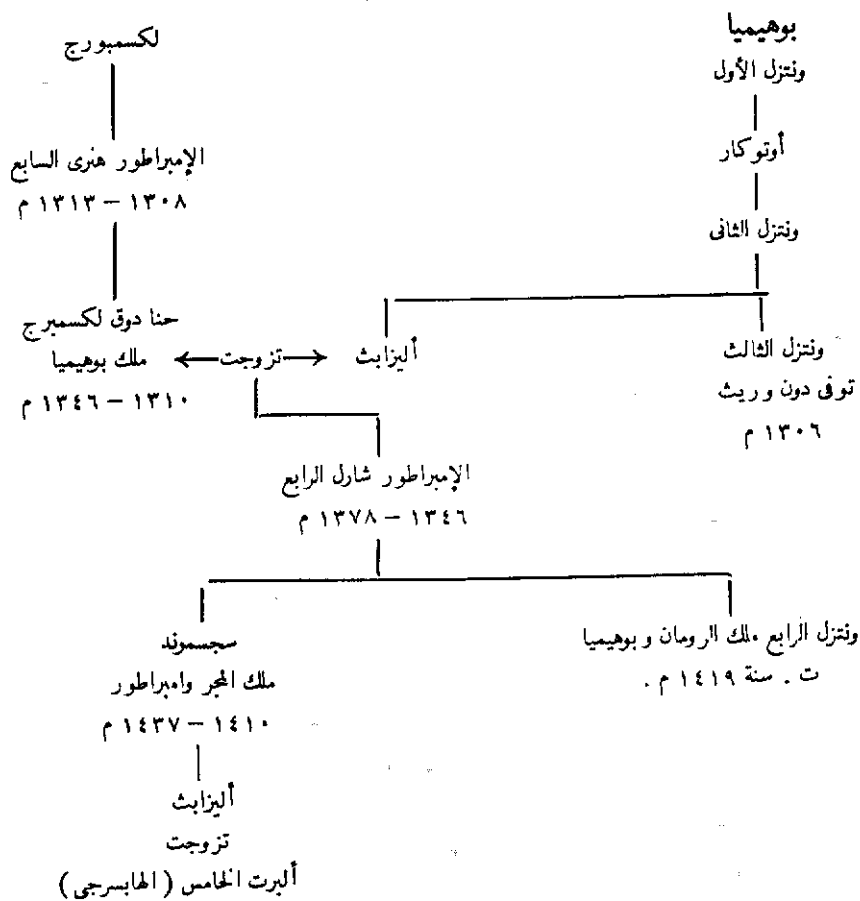 بوهيميا
ونتزل الأول
أوتوكار
ونتزل الثانى
ونتزل الثالث
توفى دون وريث
١٣٠٦ م
لكسمبورج
الإمبراطور هنرى السابع
١٣٠٨ – ١٣١٣ م
حنا دوق لكسمبرج
ملك بوهيميا
١٣١٠ – ١٣٤٦ م
أليزابث
تزوجت
الإمبراطور شارل الرابع
١٣٤٦ – ١٣٧٨ م
ونتزل الرابع ملك الرومان وبوهيميا
ت . سنة ١٤١٩ م .
سجسموند
ملك المجر وامبراطور
١٤١٠ – ١٤٣٧ م
أليزابث
تزوجت
ألبرت الخامس ( الهابسرجى )